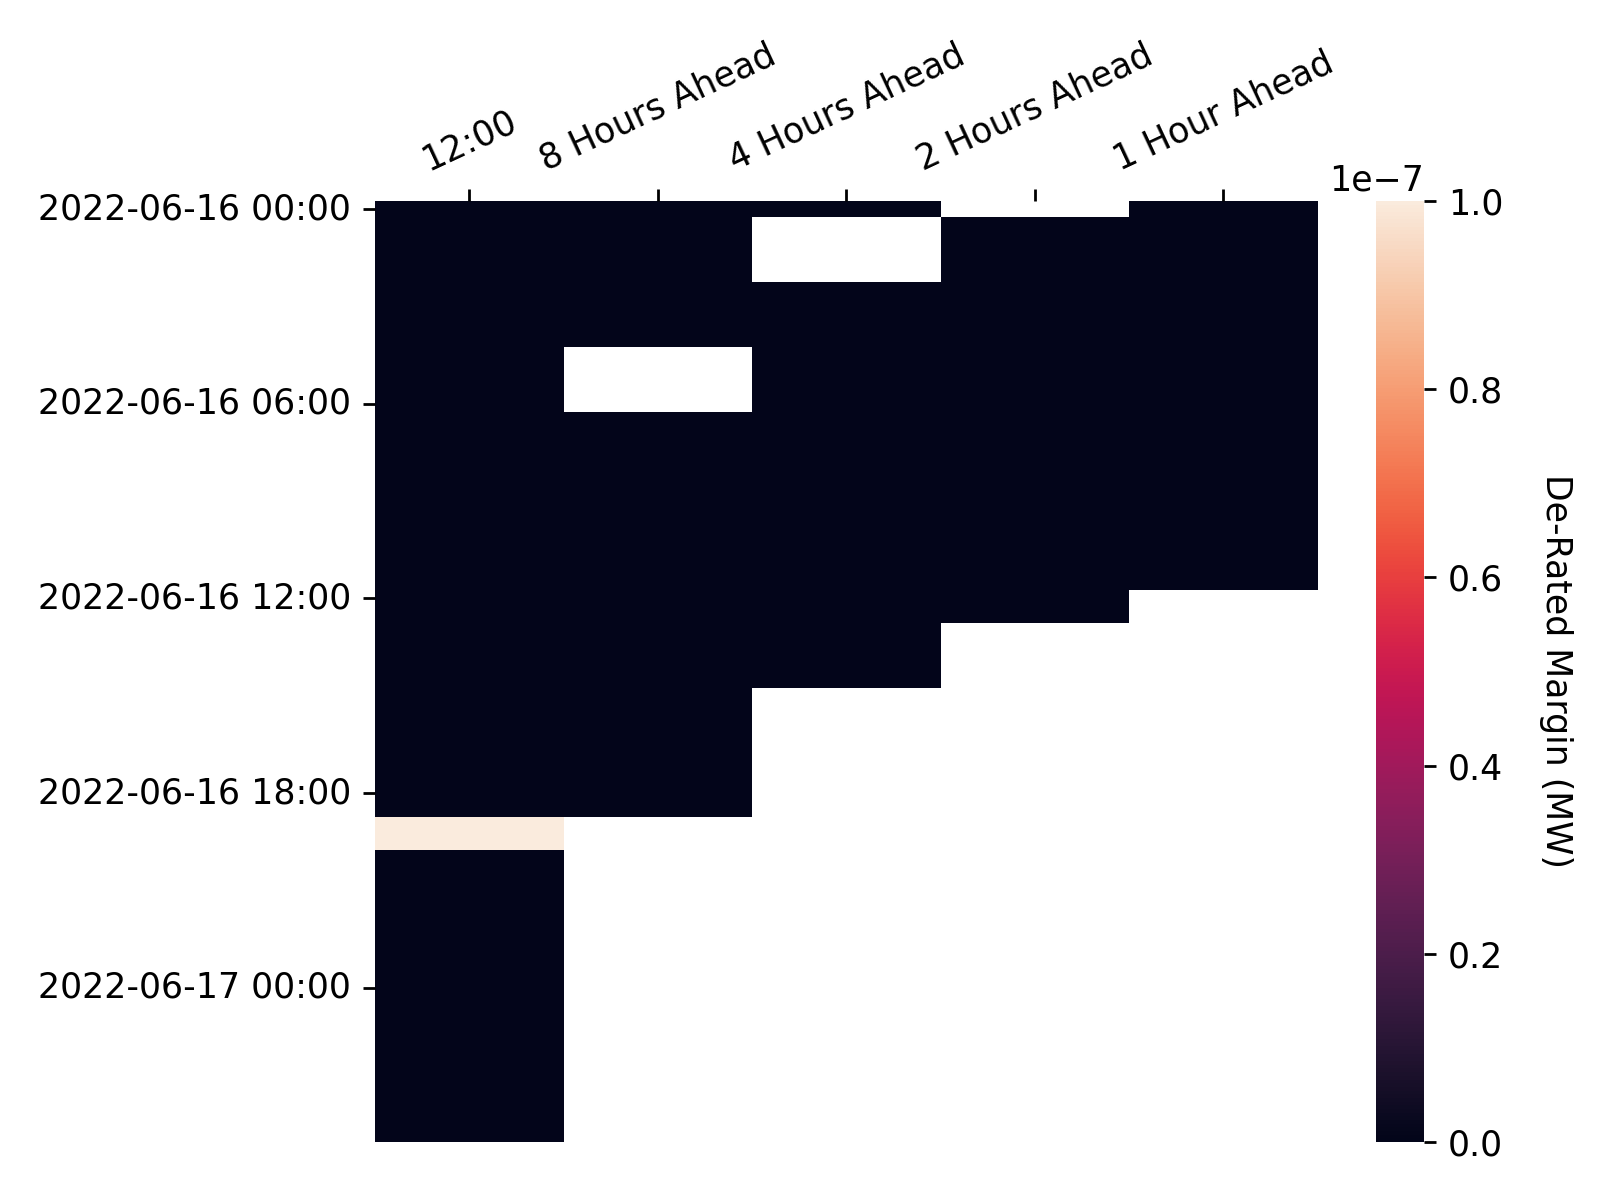 12:00
8 Hours Ahead
4 Hours Ahead
2 Hours Ahead
1 Hour Ahead
1e−7
2022-06-16 00:00
2022-06-16 06:00
2022-06-16 12:00
2022-06-16 18:00
2022-06-17 00:00
1.0
0.8
0.6
0.4
0.2
0.0
De-Rated Margin (MW)